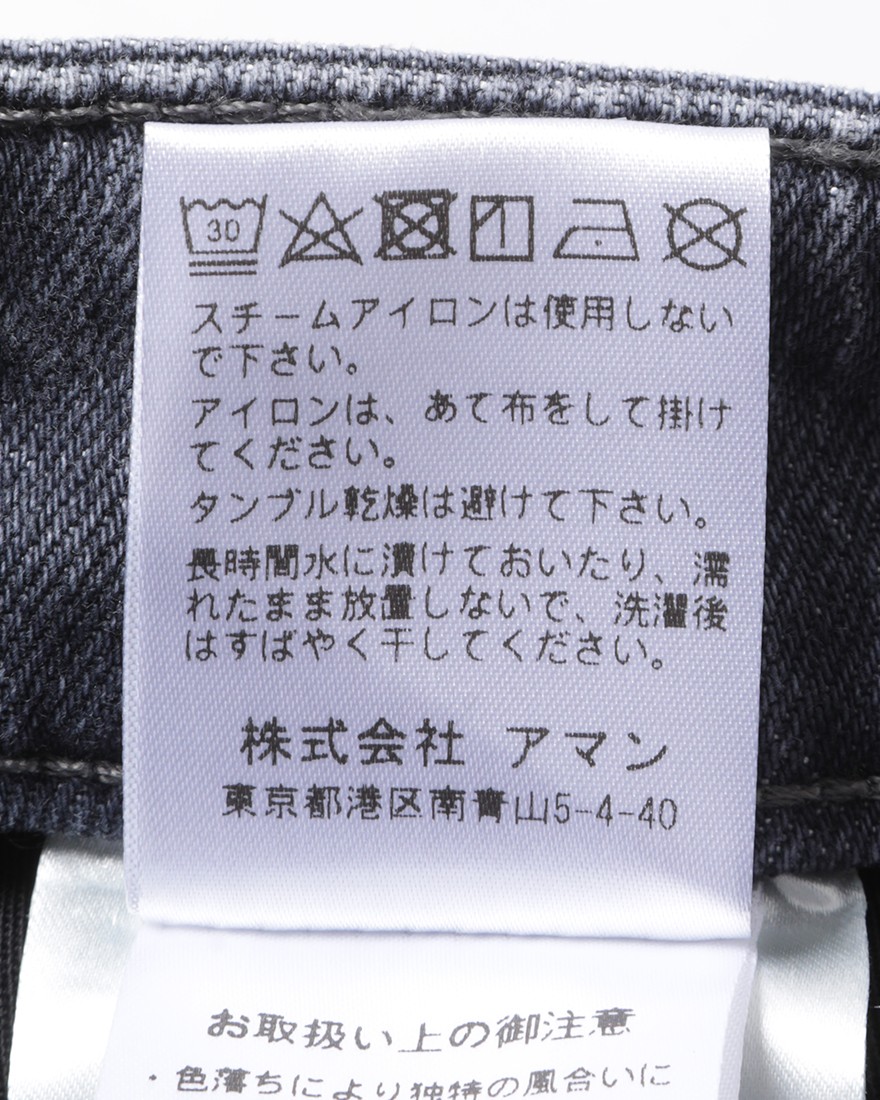 30
スチームアイロンは使用しない
で下さい。
アイロンは、あて布をして掛け
てください。
タンブル乾燥は避けて下さい。
長時間水に漬けておいたり、濡
れたまま放置しないで、洗濯後
はすばやく干してください。
株式会社 アマン
東京都港区南青山5-4-40
お取扱い上の御注意
・色落ちにより独特の風合いに